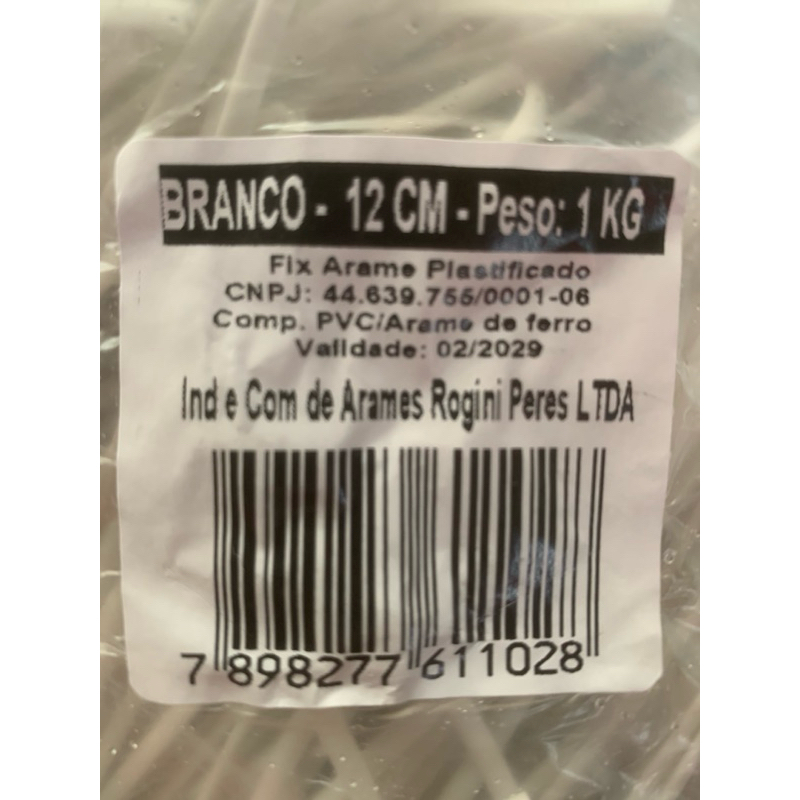 BRANCO - 12 CM - Peso: 1 KG
Fix Arame Plastificado
CNPJ: 44.639.755/0001-06
Comp. PVC/Arame de ferro
Validade: 02/2029
Ind e Com de Arames Rogini Peres LTDA
7 898277 611028